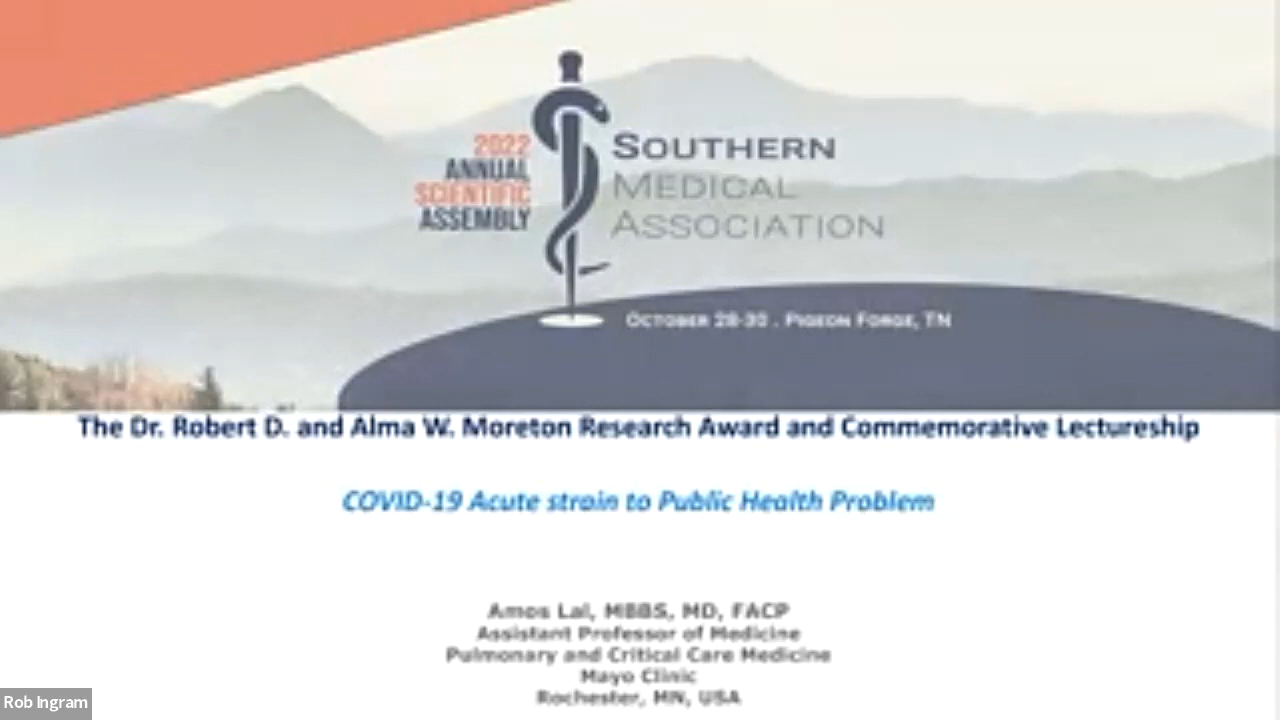 2022
ANNUAL
SCIENTIFIC
ASSEMBLY
SOUTHERN
MEDICAL
ASSOCIATION
OCTOBER 28-30 . PIGEON FORGE, TN
The Dr. Robert D. and Alma W. Moreton Research Award and Commemorative Lectureship
COVID-19 Acute strain to Public Health Problem
Amos Lal, MBBS, MD, FACP
Assistant Professor of Medicine
Pulmonary and Critical Care Medicine
Mayo Clinic
Rochester, MN, USA
Rob Ingram